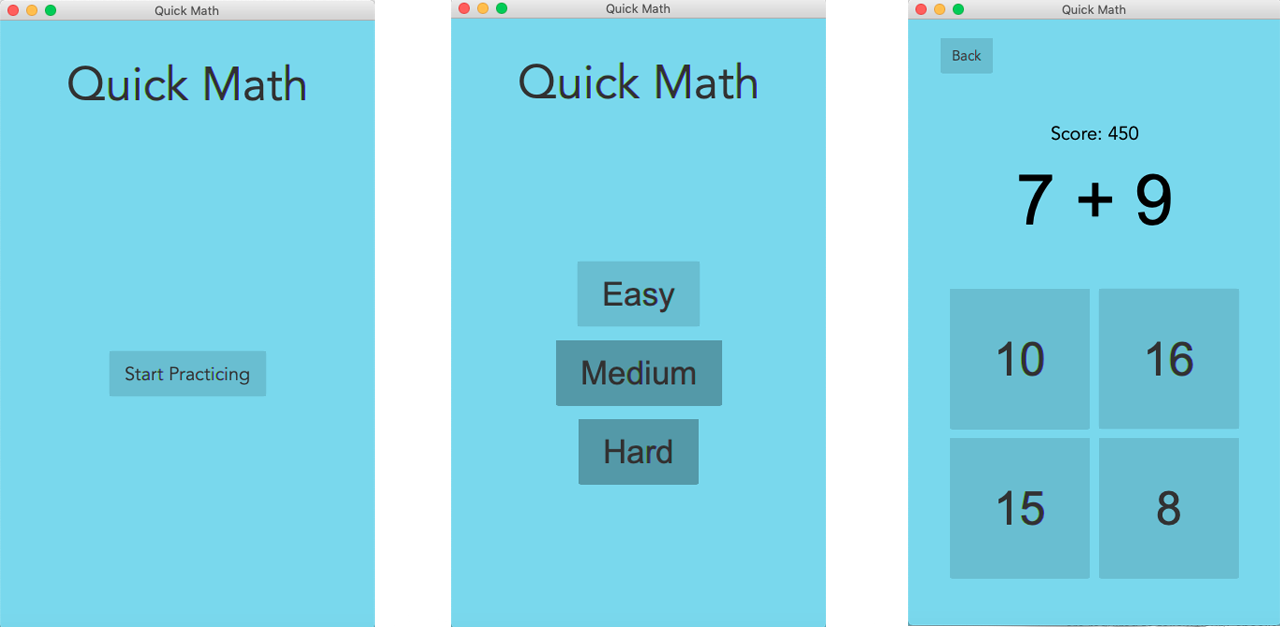 Quick Math
Quick Math
Start Practicing
Quick Math
Quick Math
Easy
Medium
Hard
Quick Math
Back
Score: 450
7 + 9
10 16
15 8